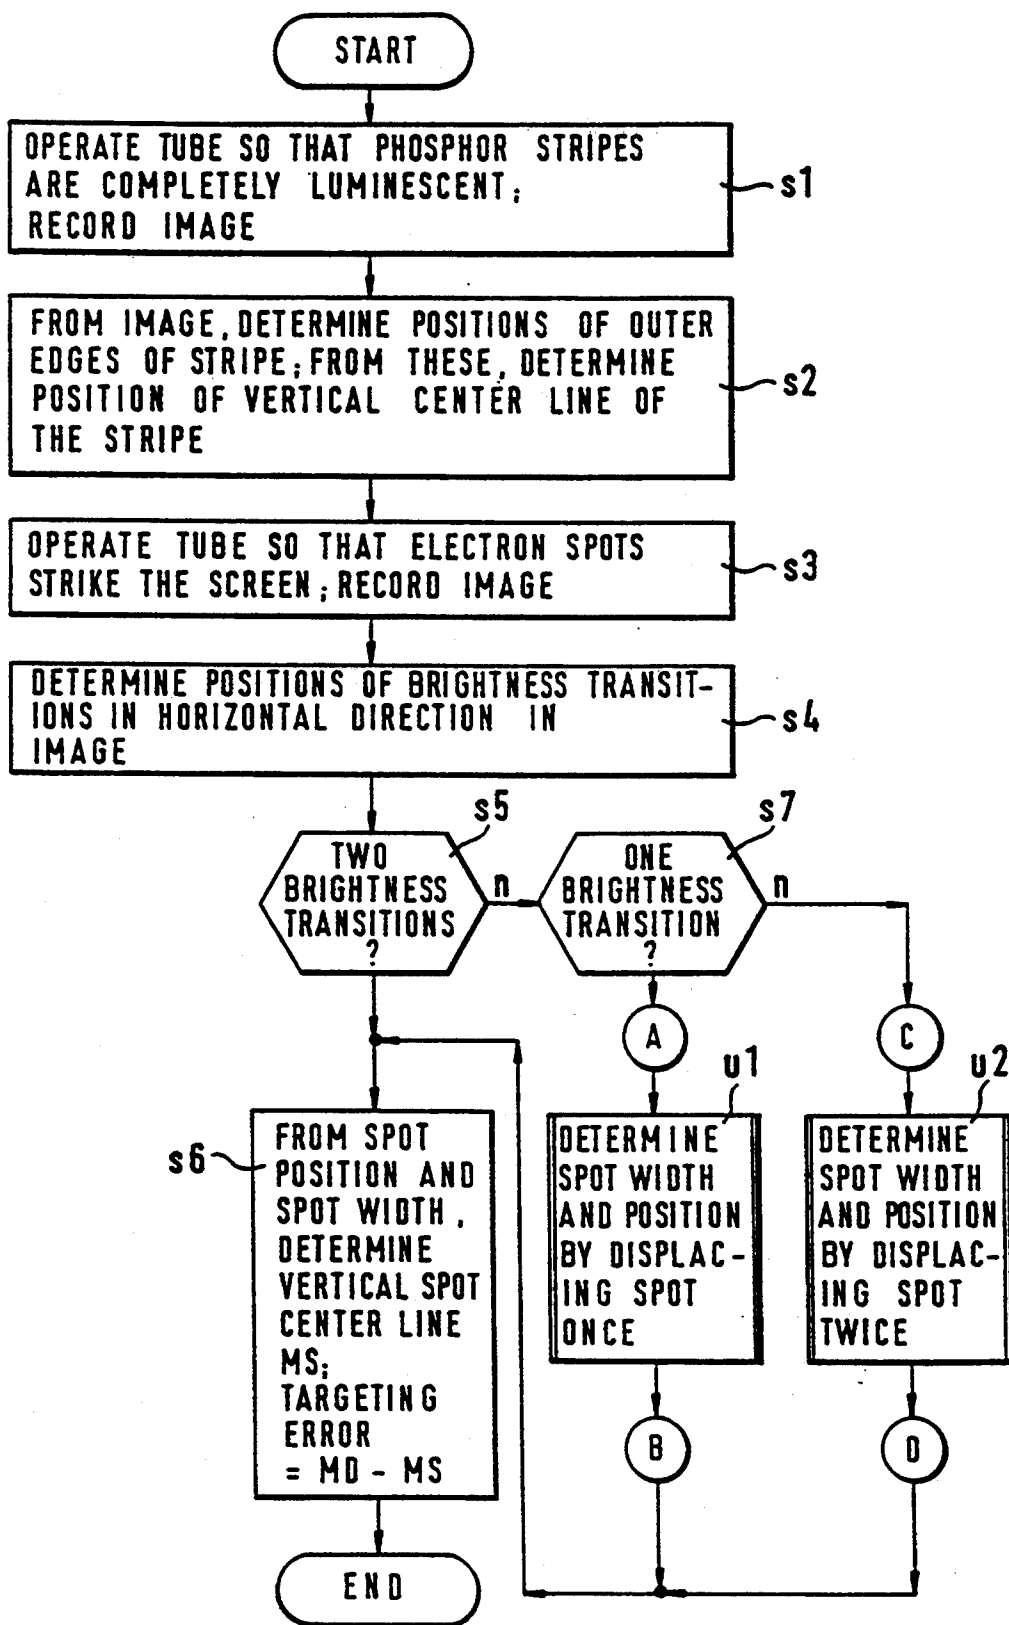 START
OPERATE TUBE SO THAT PHOSPHOR STRIPES
ARE COMPLETELY LUMINESCENT;
RECORD IMAGE
s1
FROM IMAGE, DETERMINE POSITIONS OF OUTER
EDGES OF STRIPE; FROM THESE, DETERMINE
POSITION OF VERTICAL CENTER LINE OF
THE STRIPE
s2
OPERATE TUBE SO THAT ELECTRON SPOTS
STRIKE THE SCREEN; RECORD IMAGE
s3
DETERMINE POSITIONS OF BRIGHTNESS TRANSIT-
IONS IN HORIZONTAL DIRECTION IN
IMAGE
s4
s5
TWO
BRIGHTNESS
TRANSITIONS
?
n
s7
ONE
BRIGHTNESS
TRANSITION
?
n
A
C
s6
FROM SPOT
POSITION AND
SPOT WIDTH,
DETERMINE
VERTICAL SPOT
CENTER LINE
MS;
TARGETING
ERROR
= MD - MS
u1
DETERMINE
SPOT WIDTH
AND POSITION
BY DISPLAC-
ING SPOT
ONCE
u2
DETERMINE
SPOT WIDTH
AND POSITION
BY DISPLAC-
ING SPOT
TWICE
B
D
END